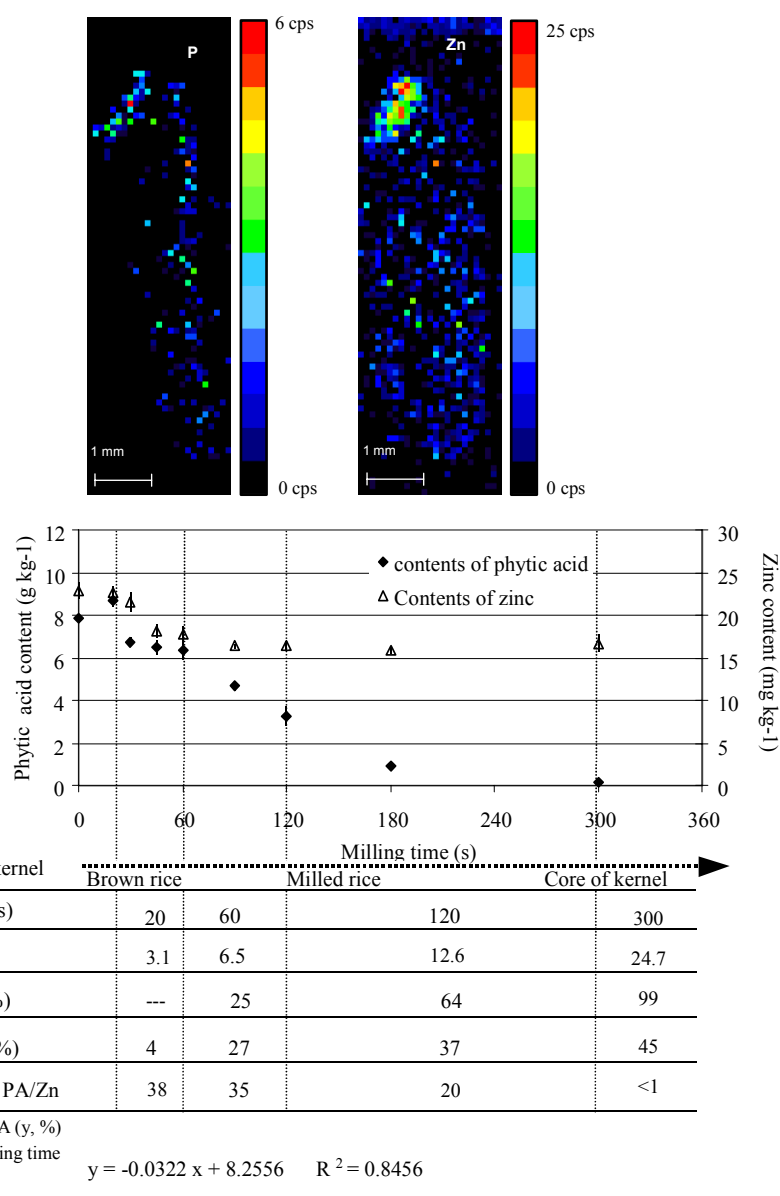 P
6 cps
Zn
25 cps
1 mm
0 cps
1 mm
0 cps
Phytic acid content (g kg-1)
Zinc content (mg kg-1)
12
10
8
6
4
2
0
30
25
20
15
10
5
0
contents of phytic acid
Contents of zinc
0 60 120 180 240 300 360
Milling time (s)
kernel
Brown rice Milled rice Core of kernel
s) 20 60 120 300
3.1 6.5 12.6 24.7
) --- 25 64 99
%) 4 27 37 45
PA/Zn 38 35 20 <1
A (y, %)
ing time
y = -0.0322 x + 8.2556 R 2 = 0.8456